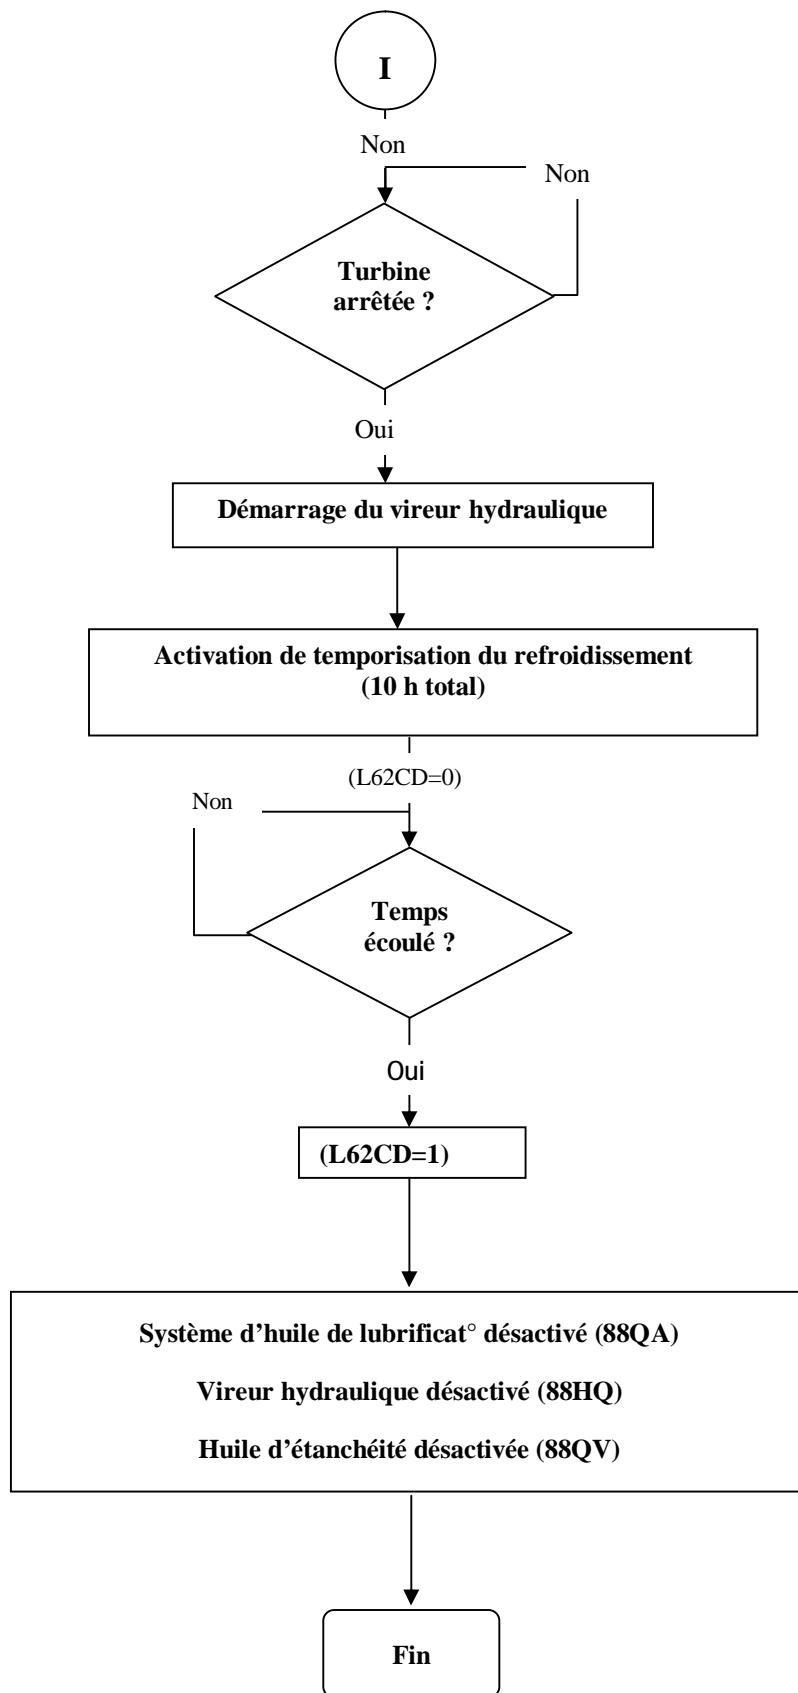 I
Non
Non
Turbine
arrêtée ?
Oui
Démarrage du vireur hydraulique
Activation de temporisation du refroidissement
(10 h total)
(L62CD=0)
Non
Temps
écoulé ?
Oui
(L62CD=1)
Système d'huile de lubrificat° désactivé (88QA)
Vireur hydraulique désactivé (88HQ)
Huile d'étanchéité désactivée (88QV)
Fin